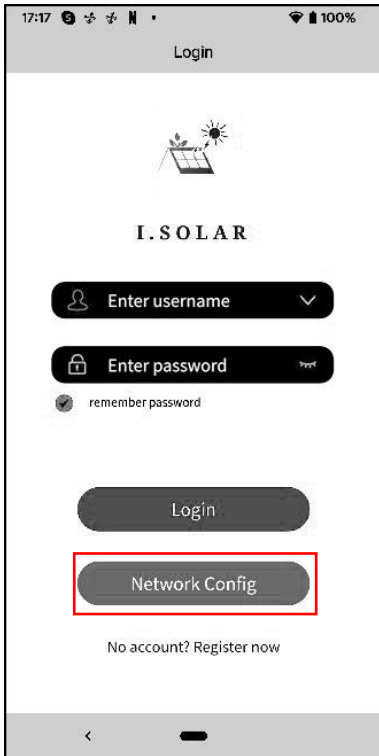 17:17 100%
Login
I.SOLAR
Enter username
Enter password
remember password
Login
Network Config
No account? Register now